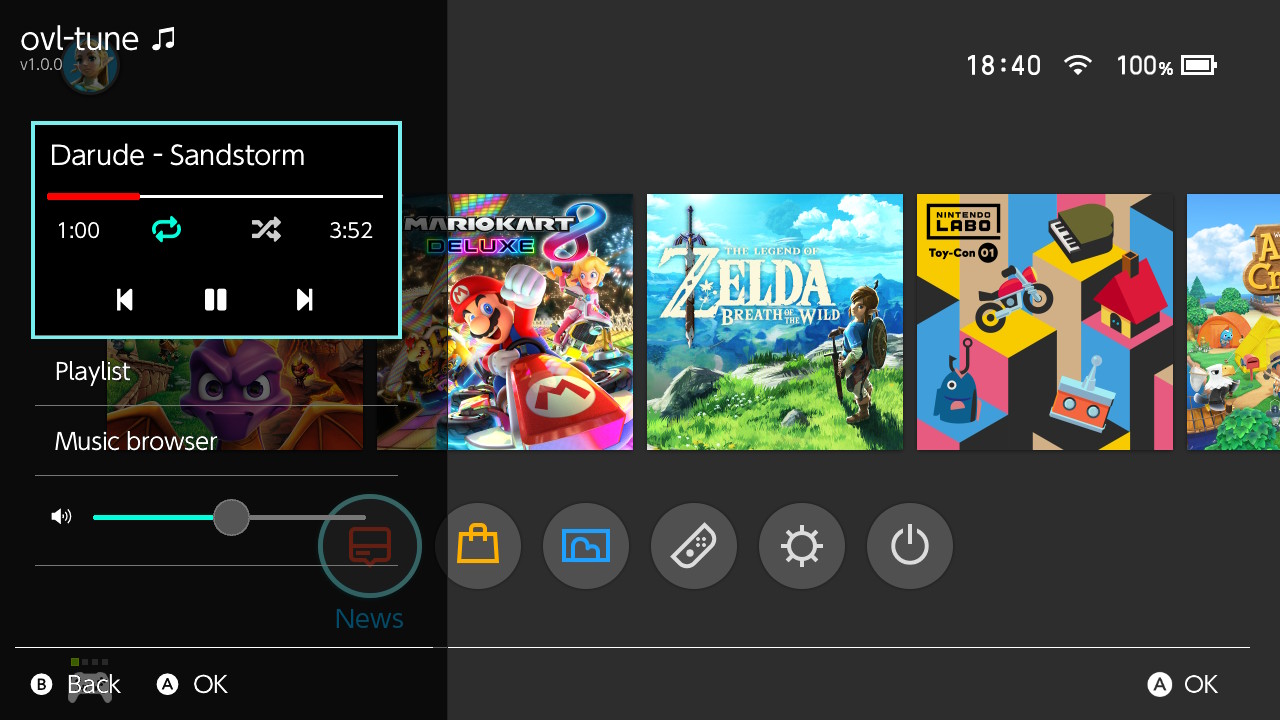 ovl-tune
v1.0.0
18:40
100%
Darude - Sandstorm
1:00
3:52
Playlist
Music browser
MARIOKART 8
DELUXE
THE LEGEND OF
ZELDA
BREATH OF THE WILD
NINTENDO
LABO
Toy-Con 01
News
B Back
A OK
A OK